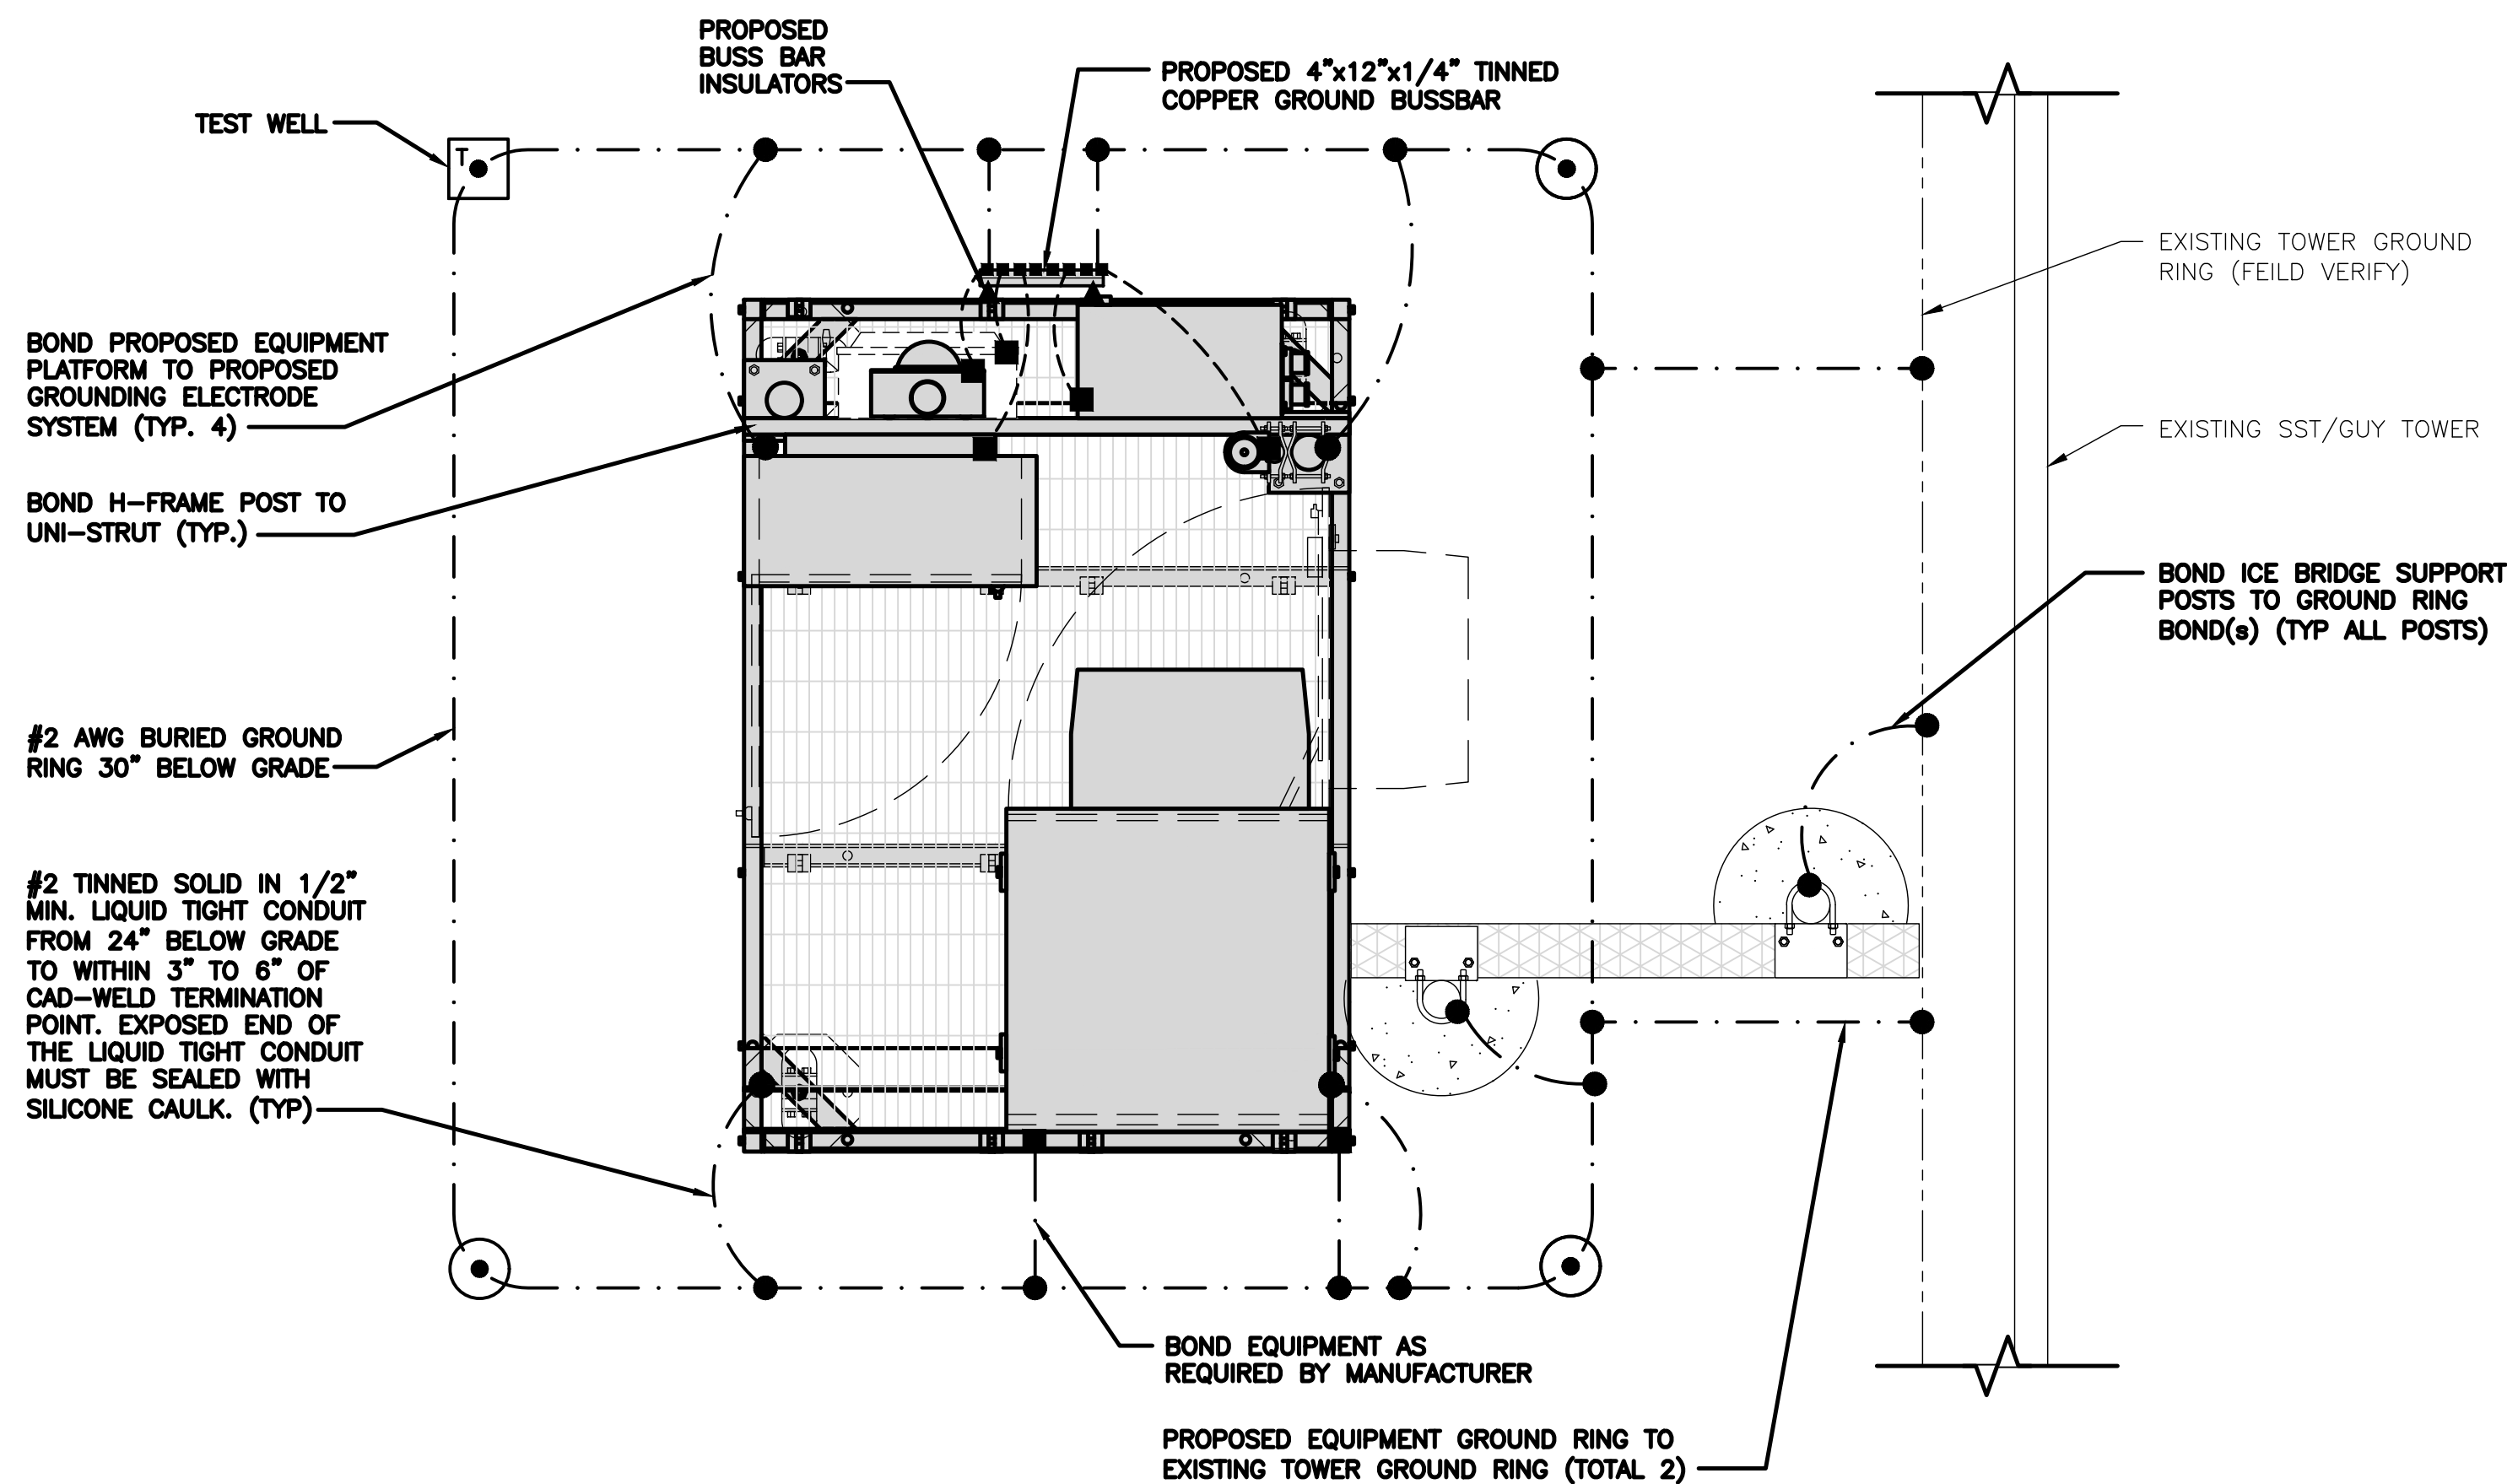 PROPOSED
BUSS BAR
INSULATORS
PROPOSED 4"x12"x1/4" TINNED
COPPER GROUND BUSSBAR
TEST WELL
T
EXISTING TOWER GROUND
RING (FEILD VERIFY)
BOND PROPOSED EQUIPMENT
PLATFORM TO PROPOSED
GROUNDING ELECTRODE
SYSTEM (TYP. 4)
EXISTING SST/GUY TOWER
BOND H-FRAME POST TO
UNI-STRUT (TYP.)
BOND ICE BRIDGE SUPPORT
POSTS TO GROUND RING
BOND(s) (TYP ALL POSTS)
#2 AWG BURIED GROUND
RING 30" BELOW GRADE
#2 TINNED SOLID IN 1/2"
MIN. LIQUID TIGHT CONDUIT
FROM 24" BELOW GRADE
TO WITHIN 3" TO 6" OF
CAD-WELD TERMINATION
POINT. EXPOSED END OF
THE LIQUID TIGHT CONDUIT
MUST BE SEALED WITH
SILICONE CAULK. (TYP)
BOND EQUIPMENT AS
REQUIRED BY MANUFACTURER
PROPOSED EQUIPMENT GROUND RING TO
EXISTING TOWER GROUND RING (TOTAL 2)